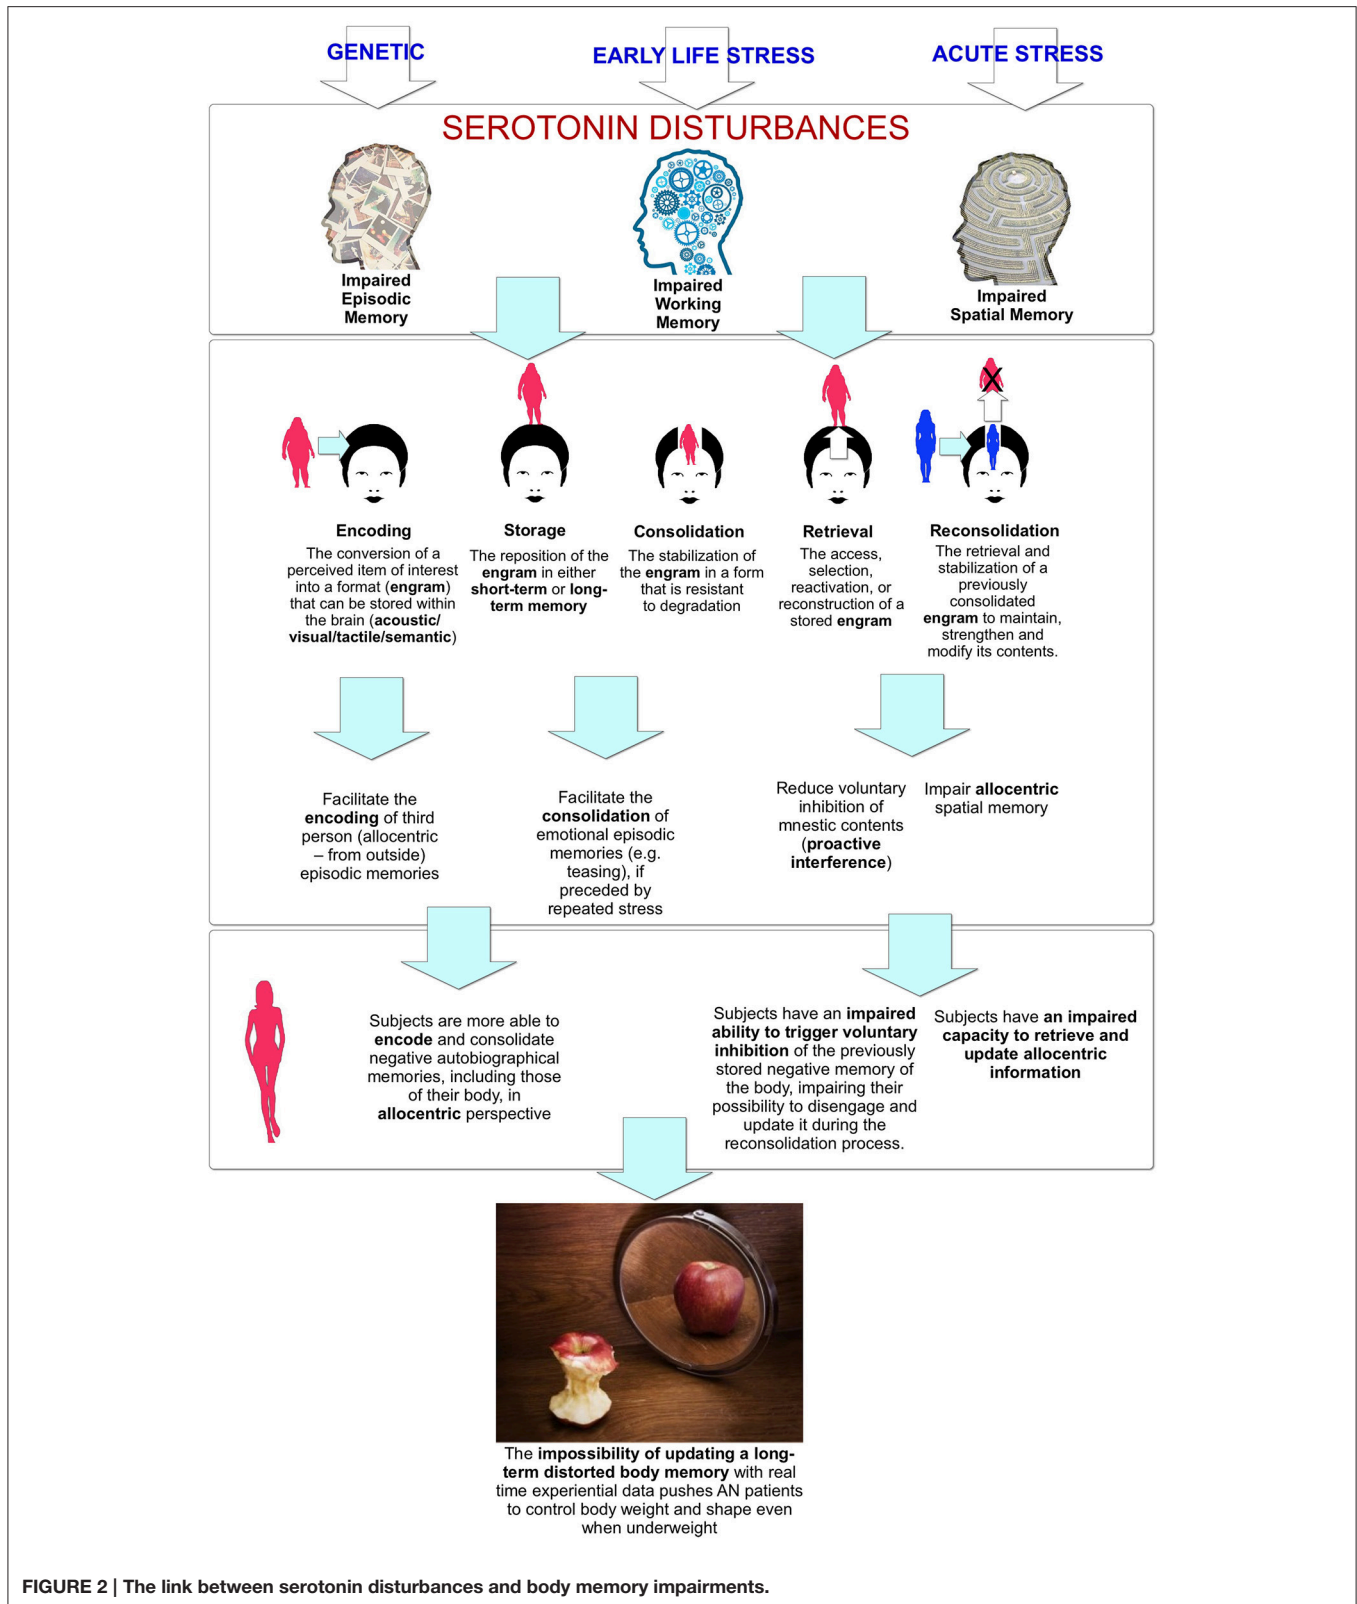 GENETIC
EARLY LIFE STRESS
ACUTE STRESS
SEROTONIN DISTURBANCES
Impaired
Episodic
Memory
Impaired
Working
Memory
Impaired
Spatial Memory
Encoding
The conversion of a
perceived item of interest
into a format (engram)
that can be stored within
the brain (acoustic/
visual/tactile/semantic)
Storage
The reposition of the
engram in either
short-term or long-
term memory
Consolidation
The stabilization of
the engram in a form
that is resistant
to degradation
Retrieval
The access,
selection,
reactivation, or
reconstruction of a
stored engram
X
Reconsolidation
The retrieval and
stabilization of a
previously
consolidated
engram to maintain,
strengthen and
modify its contents.
Facilitate the
encoding of third
person (allocentric
– from outside)
episodic memories
Facilitate the
consolidation of
emotional episodic
memories (e.g.
teasing), if
preceded by
repeated stress
Reduce voluntary
inhibition of
mnestic contents
(proactive
interference)
Impair allocentric
spatial memory
Subjects are more able to
encode and consolidate
negative autobiographical
memories, including those
of their body, in
allocentric perspective
Subjects have an impaired
ability to trigger voluntary
inhibition of the previously
stored negative memory of
the body, impairing their
possibility to disengage and
update it during the
reconsolidation process.
Subjects have an impaired
capacity to retrieve and
update allocentric
information
The impossibility of updating a long-
term distorted body memory with real
time experiential data pushes AN patients
to control body weight and shape even
when underweight
FIGURE 2 | The link between serotonin disturbances and body memory impairments.